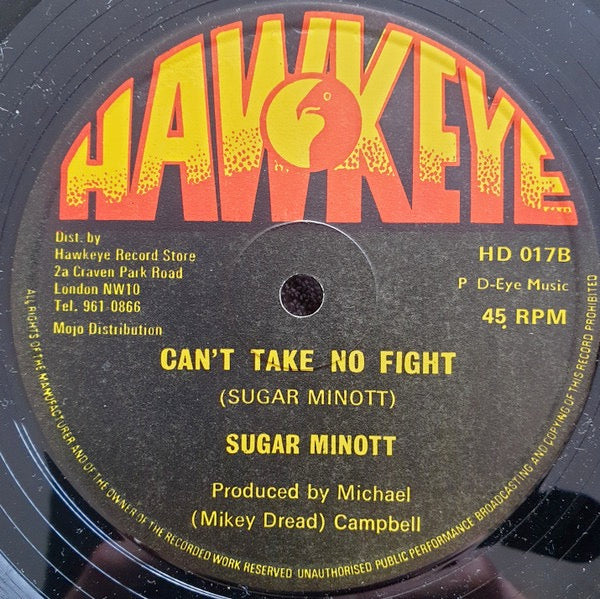 HAWKEYE
Dist. by
Hawkeye Record Store
2a Craven Park Road
London NW10
Tel. 961-0866
Mojo Distribution
HD 017B
P D-Eye Music
45 RPM
CAN'T TAKE NO FIGHT
(SUGAR MINOTT)
SUGAR MINOTT
Produced by Michael
(Mikey Dread) Campbell
ALL RIGHTS OF THE MANUFACTURER AND OF THE OWNER OF THE RECORDED WORK RESERVED UNAUTHORISED PUBLIC PERFORMANCE BROADCASTING AND COPYING OF THIS RECORD PROHIBITED